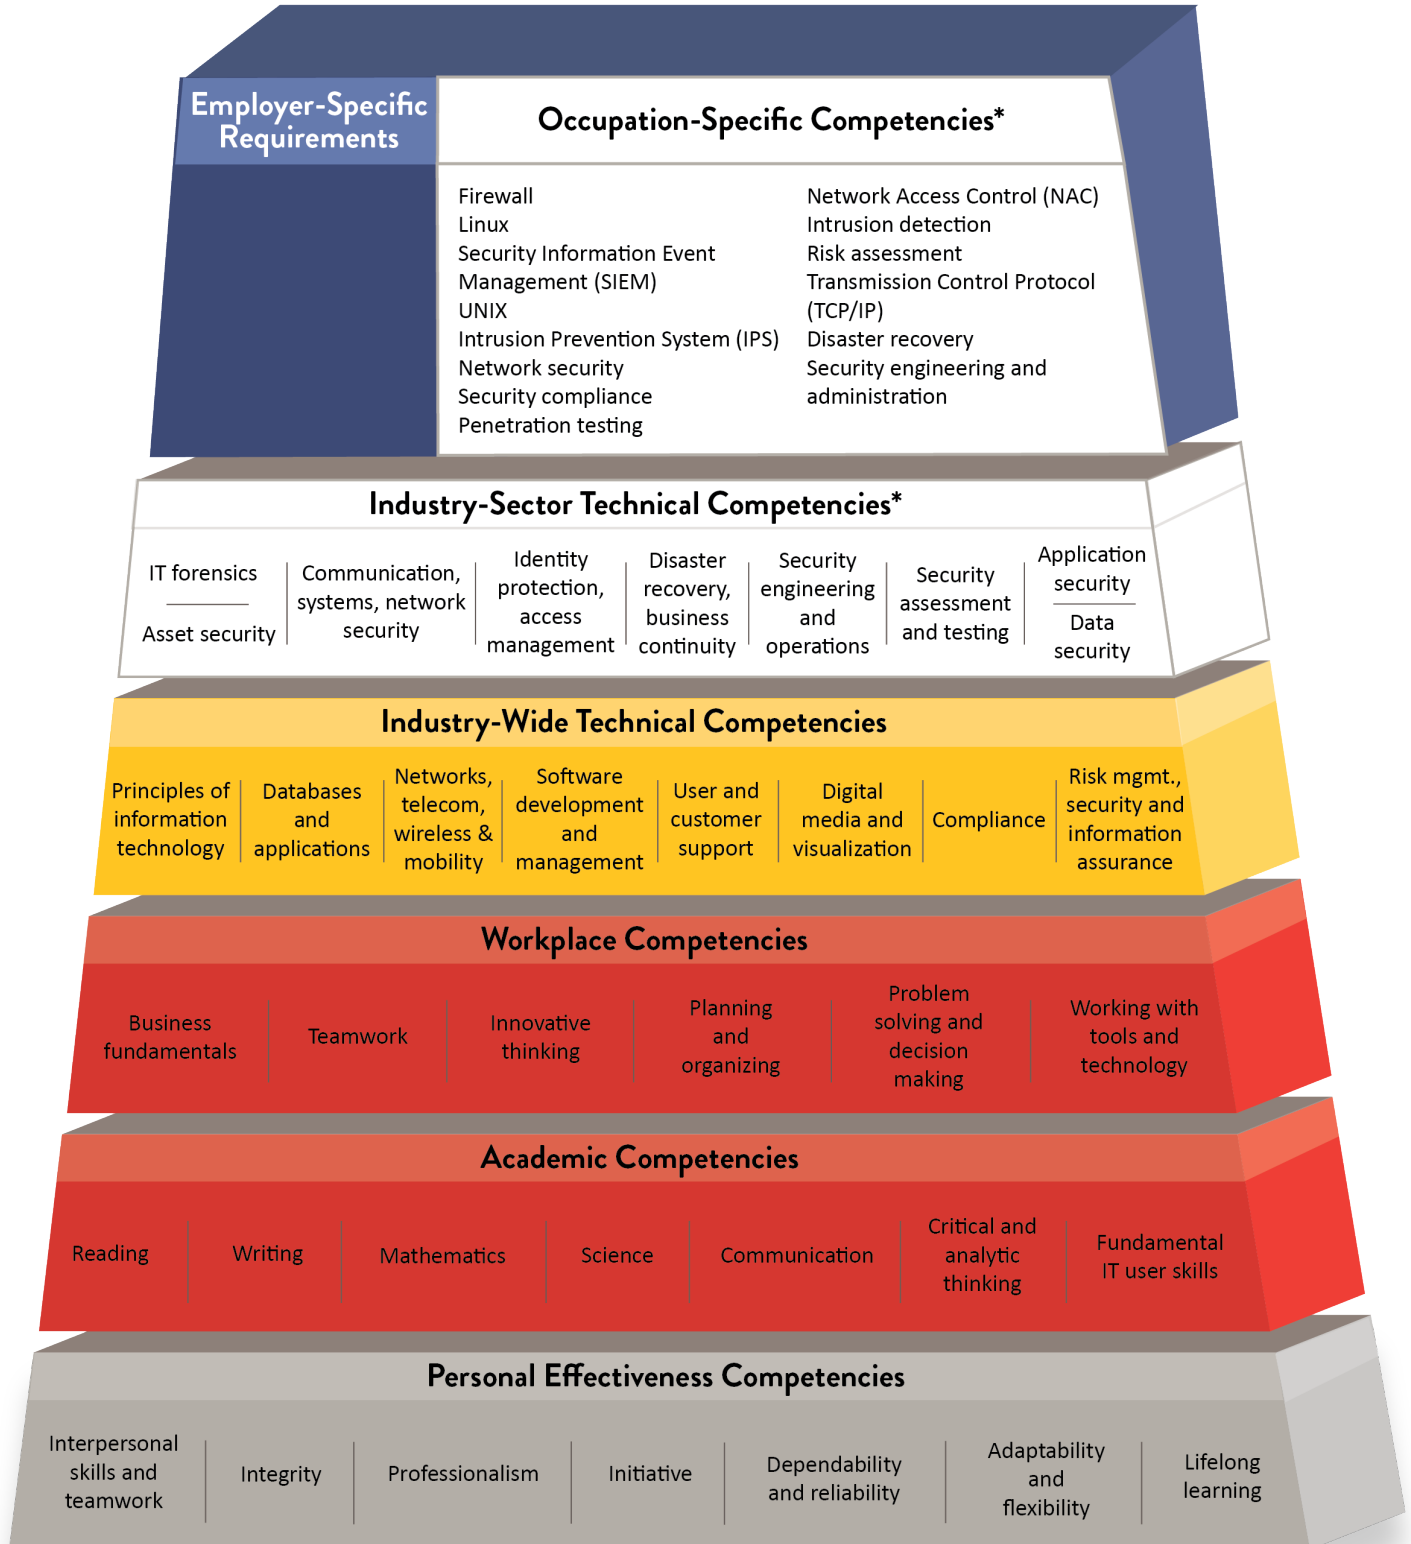 Employer-Specific
Requirements
Occupation-Specific Competencies*
Firewall
Linux
Security Information Event
Management (SIEM)
UNIX
Intrusion Prevention System (IPS)
Network security
Security compliance
Penetration testing
Network Access Control (NAC)
Intrusion detection
Risk assessment
Transmission Control Protocol
(TCP/IP)
Disaster recovery
Security engineering and
administration
Industry-Sector Technical Competencies*
IT forensics
Asset security
Communication,
systems, network
security
Identity
protection,
access
management
Disaster
recovery,
business
continuity
Security
engineering
and
operations
Security
assessment
and testing
Application
security
Data
security
Industry-Wide Technical Competencies
Principles of
information
technology
Databases
and
applications
Networks,
telecom,
wireless &
mobility
Software
development
and
management
User and
customer
support
Digital
media and
visualization
Compliance
Risk mgmt.,
security and
information
assurance
Workplace Competencies
Business
fundamentals
Teamwork
Innovative
thinking
Planning
and
organizing
Problem
solving and
decision
making
Working with
tools and
technology
Academic Competencies
Reading
Writing
Mathematics
Science
Communication
Critical and
analytic
thinking
Fundamental
IT user skills
Personal Effectiveness Competencies
Interpersonal
skills and
teamwork
Integrity
Professionalism
Initiative
Dependability
and reliability
Adaptability
and
flexibility
Lifelong
learning